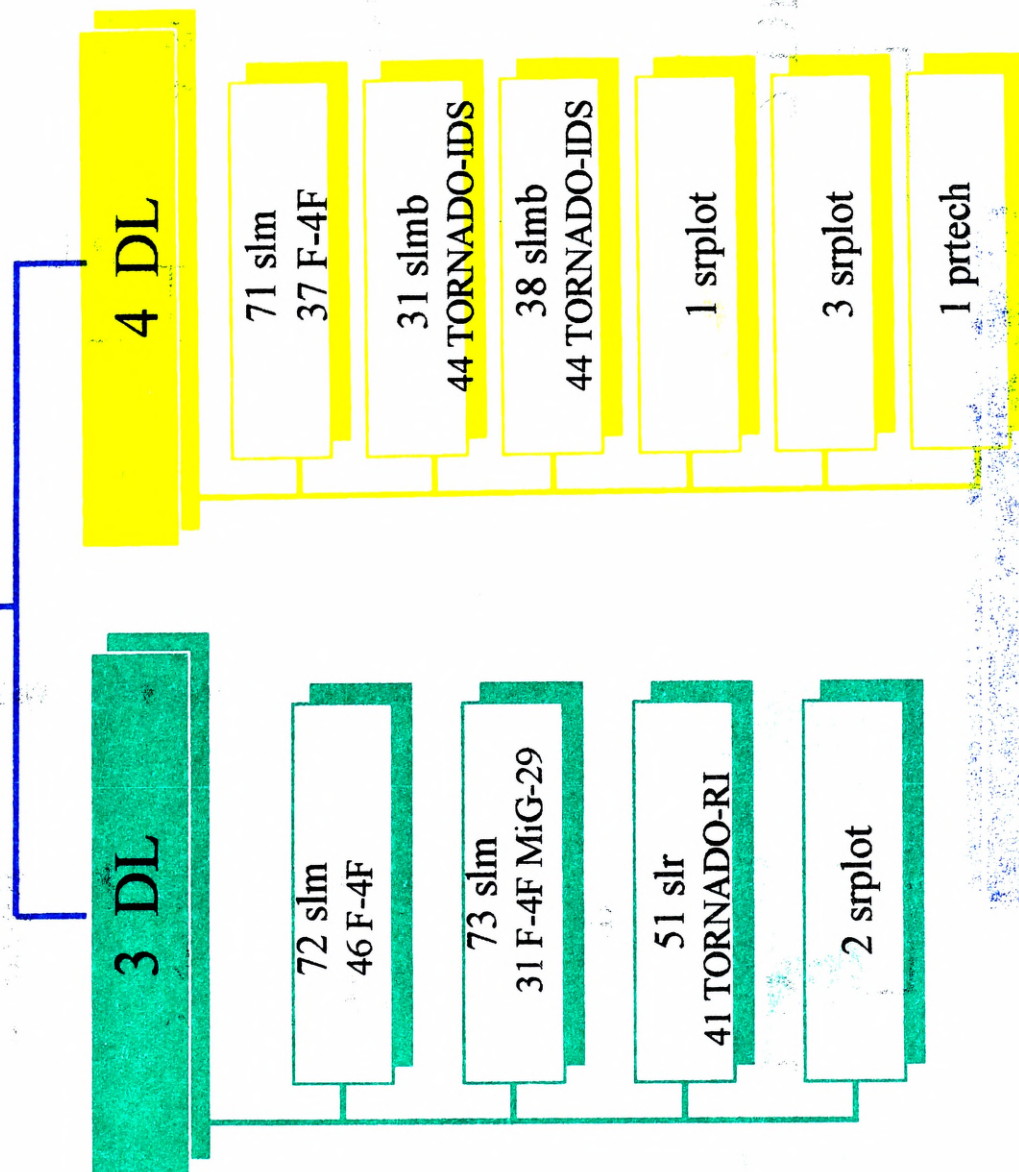 3 DL
72 slm
46 F-4F
73 slm
31 F-4F MiG-29
51 slr
41 TORNADO-RI
2 srplot
4 DL
71 slm
37 F-4F
31 slmb
44 TORNADO-IDS
38 slmb
44 TORNADO-IDS
1 srplot
3 srplot
1 prtech